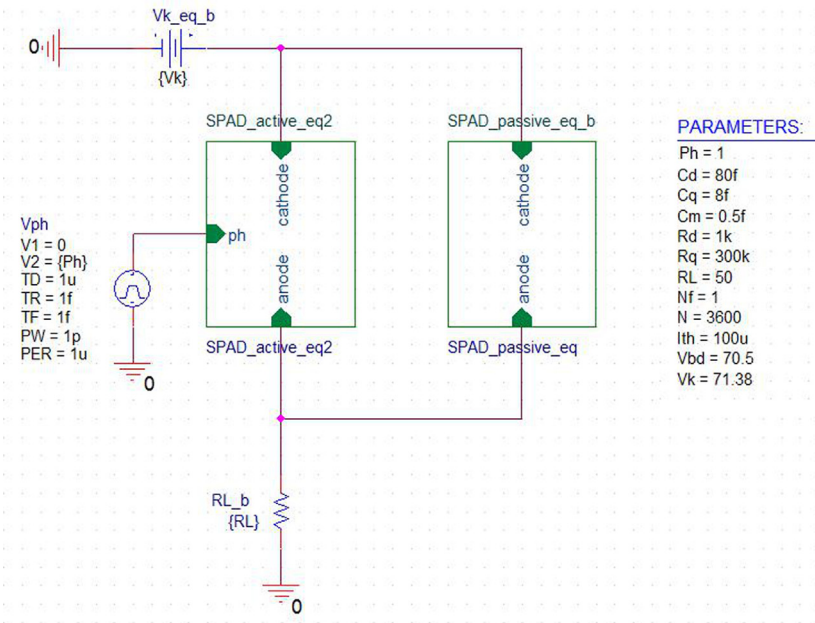 Vk_eq_b
0
{Vk}
SPAD_active_eq2
SPAD_passive_eq_b
PARAMETERS:
Ph = 1
Cd = 80f
Cq = 8f
Cm = 0.5f
Rd = 1k
Rq = 300k
RL = 50
Nf = 1
N = 3600
Ith = 100u
Vbd = 70.5
Vk = 71.38
cathode
cathode
Vph
V1 = 0
V2 = {Ph}
TD = 1u
TR = 1f
TF = 1f
PW = 1p
PER = 1u
ph
anode
anode
SPAD_active_eq2
SPAD_passive_eq
0
RL_b
{RL}
0